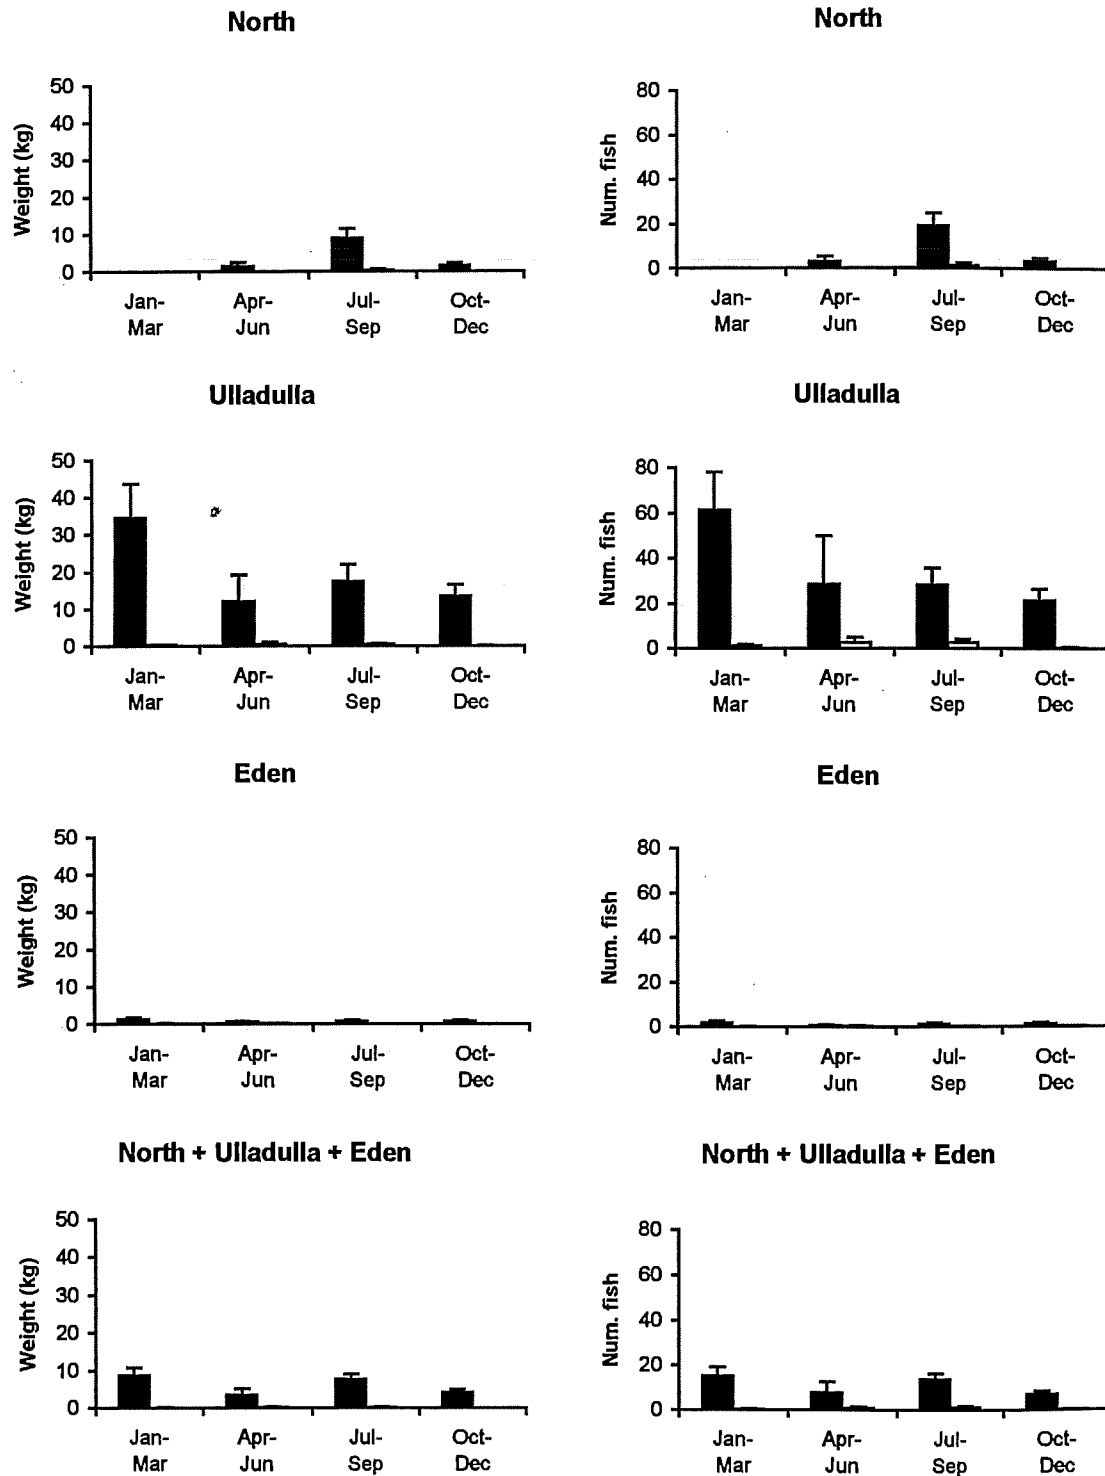 North
50
40
30
20
10
0
Weight (kg)
Jan-
Mar
Apr-
Jun
Jul-
Sep
Oct-
Dec
North
80
60
40
20
0
Num. fish
Jan-
Mar
Apr-
Jun
Jul-
Sep
Oct-
Dec
Ulladulla
50
40
30
20
10
0
Weight (kg)
Jan-
Mar
Apr-
Jun
Jul-
Sep
Oct-
Dec
Ulladulla
80
60
40
20
0
Num. fish
Jan-
Mar
Apr-
Jun
Jul-
Sep
Oct-
Dec
Eden
50
40
30
20
10
0
Weight (kg)
Jan-
Mar
Apr-
Jun
Jul-
Sep
Oct-
Dec
Eden
80
60
40
20
0
Num. fish
Jan-
Mar
Apr-
Jun
Jul-
Sep
Oct-
Dec
North + Ulladulla + Eden
50
40
30
20
10
0
Weight (kg)
Jan-
Mar
Apr-
Jun
Jul-
Sep
Oct-
Dec
North + Ulladulla + Eden
80
60
40
20
0
Num. fish
Jan-
Mar
Apr-
Jun
Jul-
Sep
Oct-
Dec